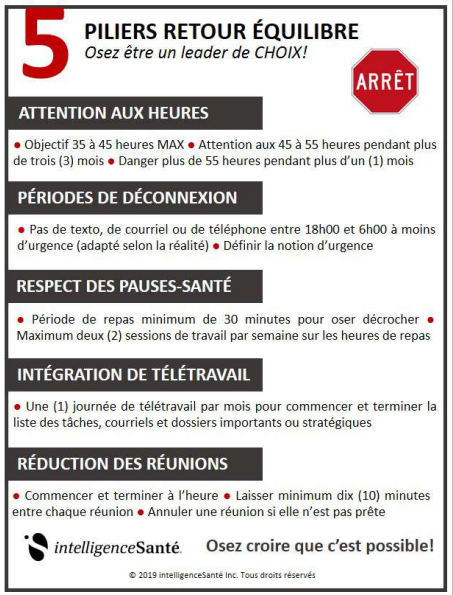 5
PILIERS RETOUR ÉQUILIBRE
Osez être un leader de CHOIX!
ARRÊT
ATTENTION AUX HEURES
● Objectif 35 à 45 heures MAX ● Attention aux 45 à 55 heures pendant plus
de trois (3) mois ● Danger plus de 55 heures pendant plus d’un (1) mois
PÉRIODES DE DÉCONNEXION
● Pas de texto, de courriel ou de téléphone entre 18h00 et 6h00 à moins
d’urgence (adapté selon la réalité) ● Définir la notion d’urgence
RESPECT DES PAUSES-SANTÉ
● Période de repas minimum de 30 minutes pour oser décrocher ●
Maximum deux (2) sessions de travail par semaine sur les heures de repas
INTÉGRATION DE TÉLÉTRAVAIL
● Une (1) journée de télétravail par mois pour commencer et terminer la
liste des tâches, courriels et dossiers importants ou stratégiques
RÉDUCTION DES RÉUNIONS
● Commencer et terminer à l’heure ● Laisser minimum dix (10) minutes
entre chaque réunion ● Annuler une réunion si elle n’est pas prête
intelligenceSanté. Osez croire que c’est possible!
© 2019 intelligenceSanté Inc. Tous droits réservés